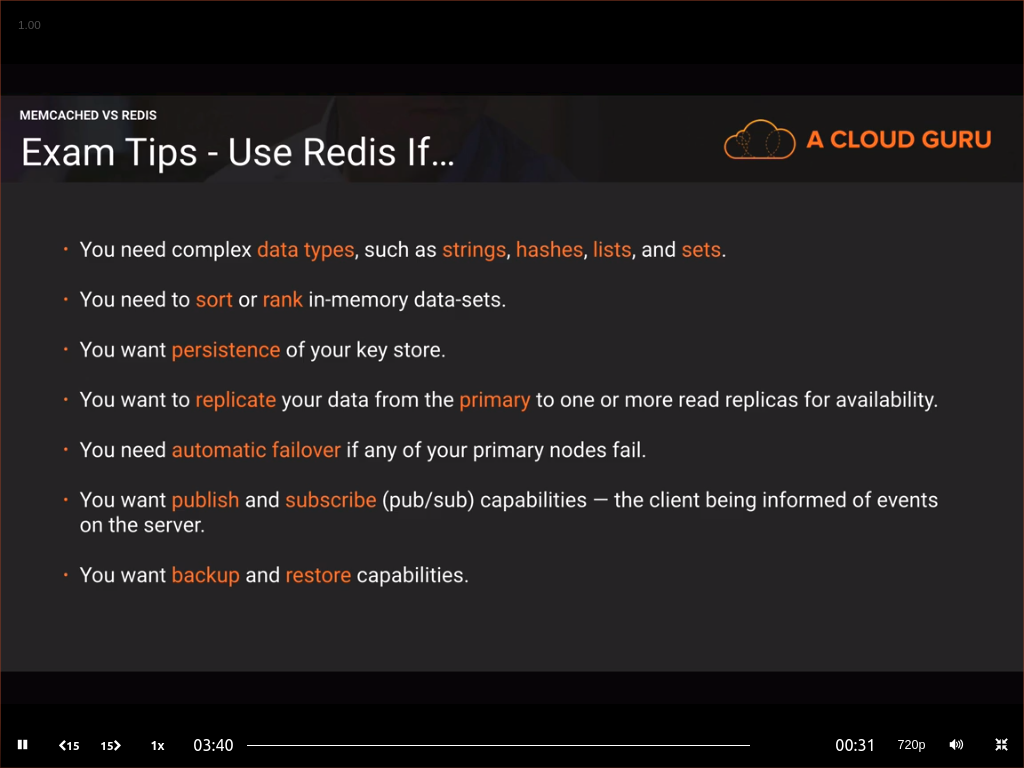 1.00
MEMCACHED VS REDIS
Exam Tips - Use Redis If...
A CLOUD GURU
• You need complex data types, such as strings, hashes, lists, and sets.
• You need to sort or rank in-memory data-sets.
• You want persistence of your key store.
• You want to replicate your data from the primary to one or more read replicas for availability.
• You need automatic failover if any of your primary nodes fail.
• You want publish and subscribe (pub/sub) capabilities — the client being informed of events
on the server.
• You want backup and restore capabilities.
15 15 1x 03:40 00:31 720p